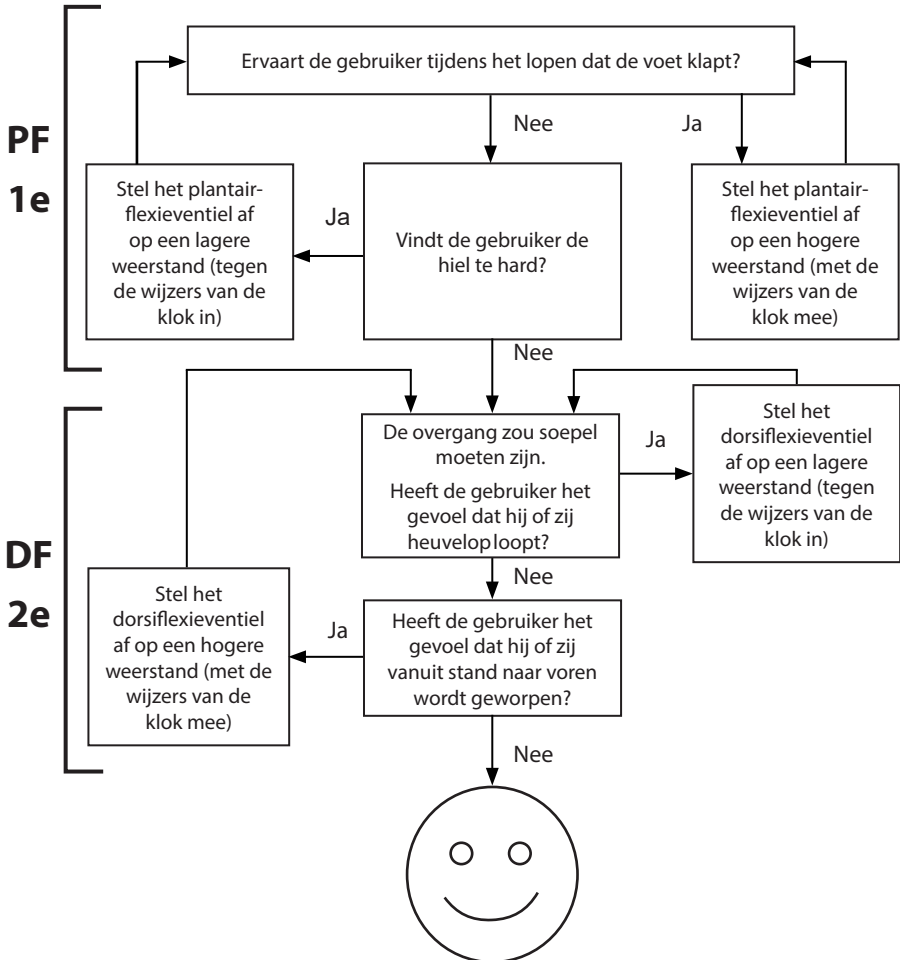 PF
1e
Ervaart de gebruiker tijdens het lopen dat de voet klapt?
Nee
Ja
Stel het plantair-
flexieventiel af
op een lagere
weerstand (tegen
de wijzers van de
klok in)
Ja
Vindt de gebruiker de
hiel te hard?
Stel het plantair-
flexieventiel af
op een hogere
weerstand (met de
wijzers van de
klok mee)
Nee
DF
2e
De overgang zou soepel
moeten zijn.
Heeft de gebruiker het
gevoel dat hij of zij
heuvelop loopt?
Ja
Stel het
dorsiflexieventiel
af op een lagere
weerstand (tegen
de wijzers van de
klok in)
Nee
Stel het
dorsiflexieventiel
af op een hogere
weerstand (met de
wijzers van de
klok mee)
Ja
Heeft de gebruiker het
gevoel dat hij of zij
vanuit stand naar voren
wordt geworpen?
Nee